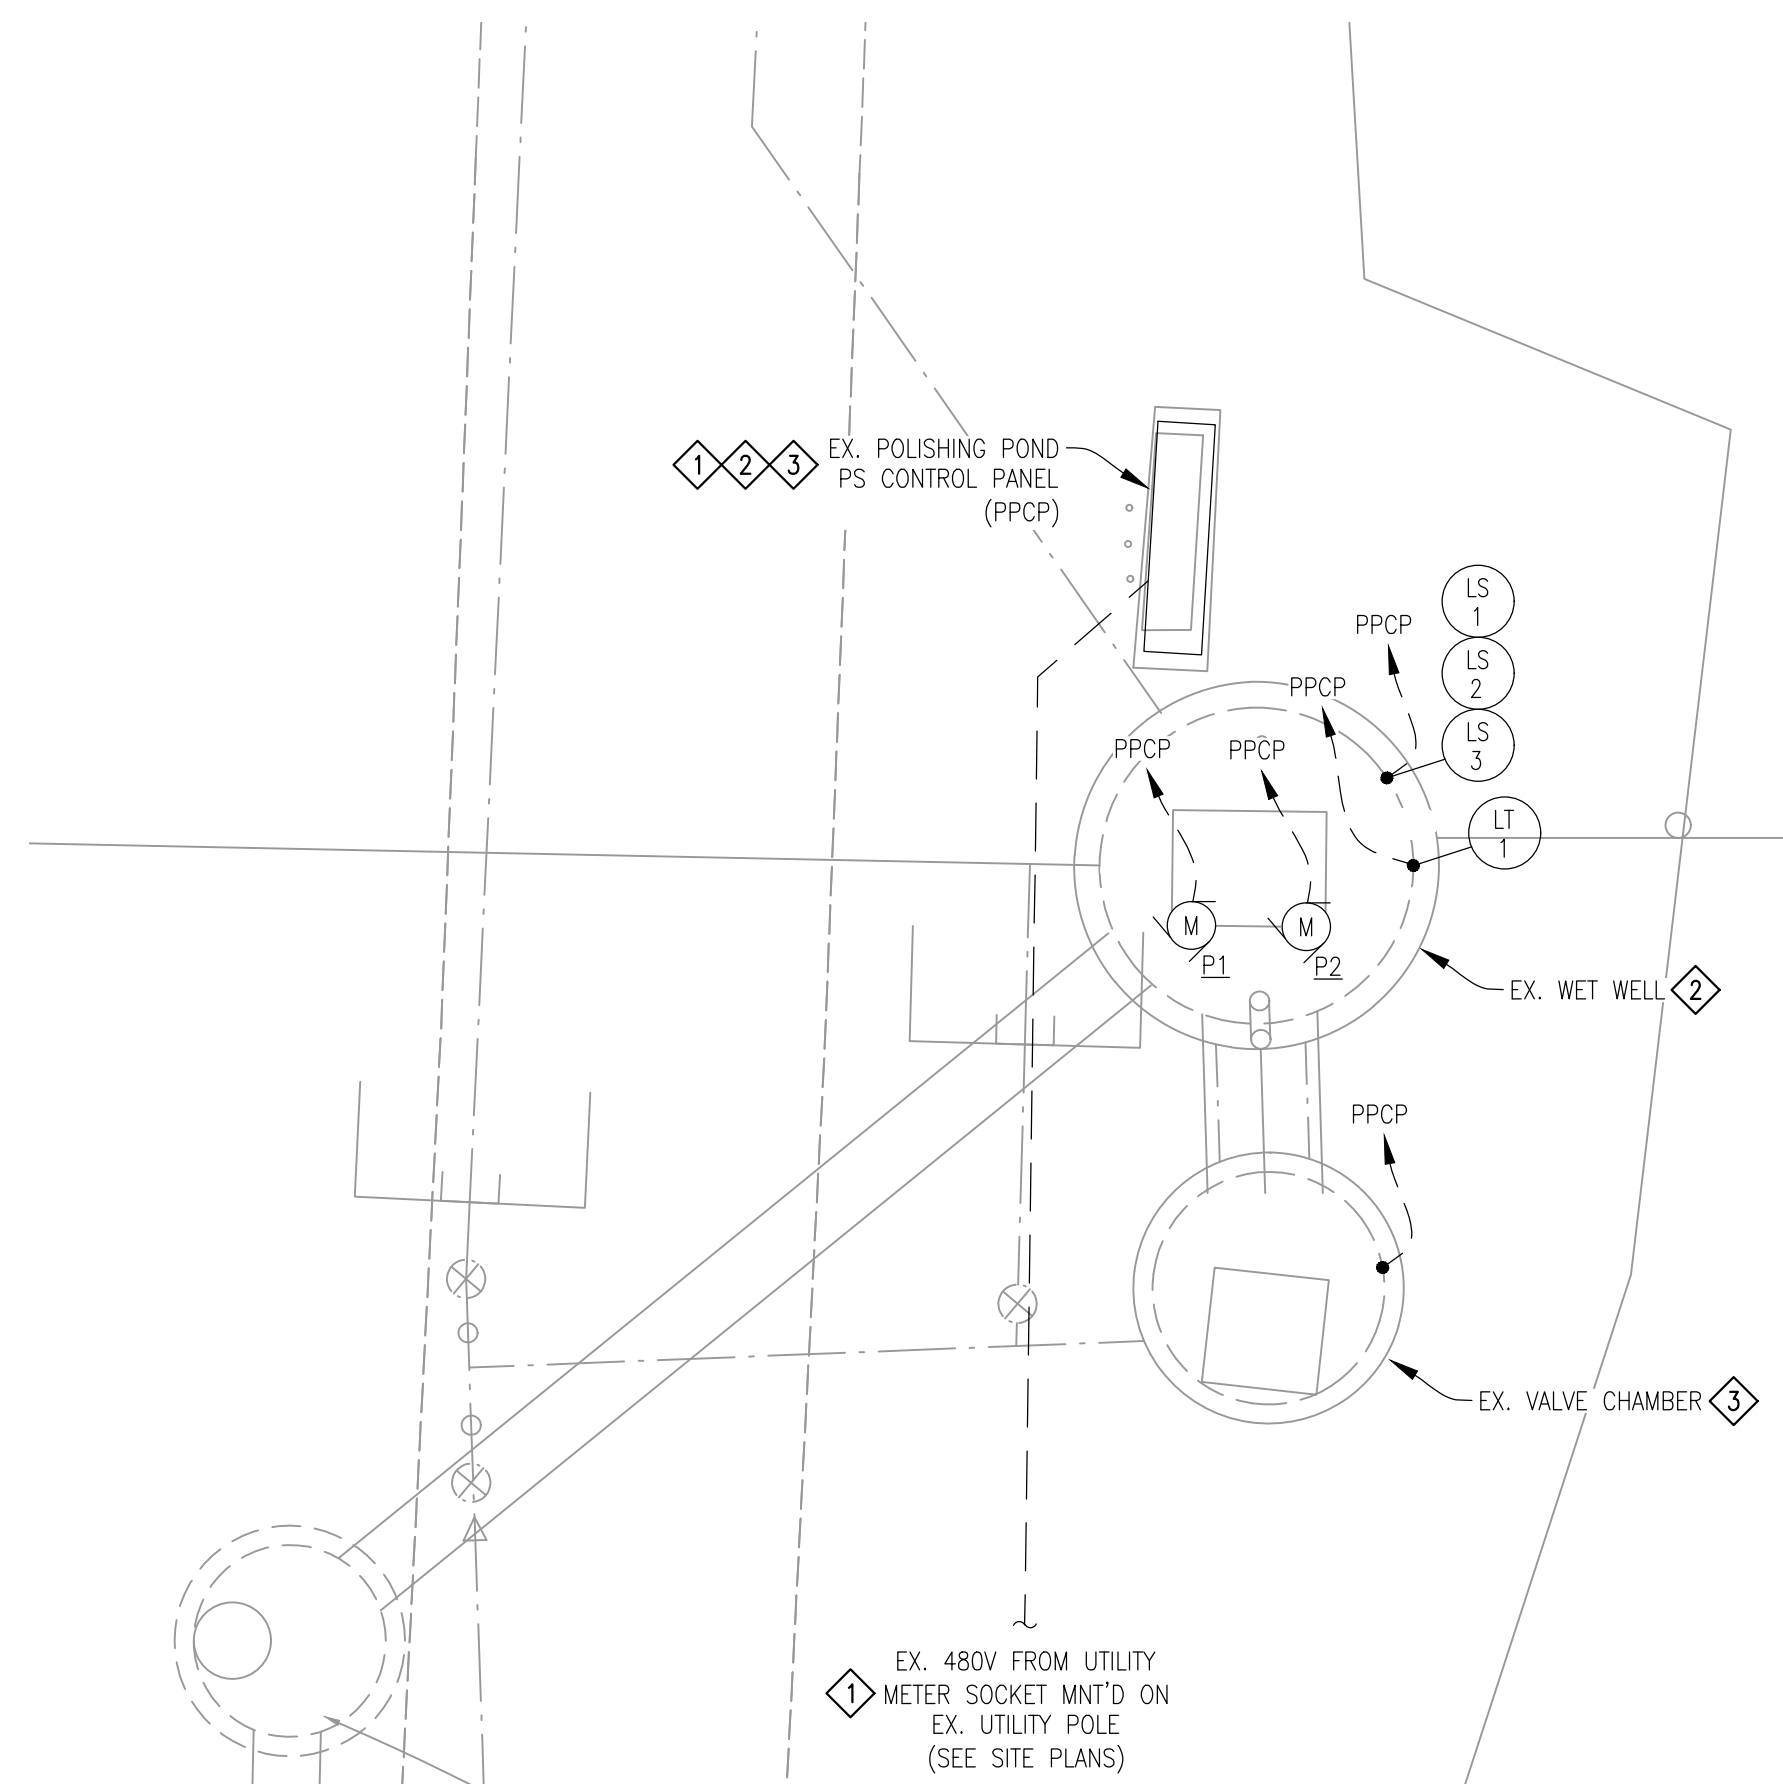 1 2 3 EX. POLISHING POND
PS CONTROL PANEL
(PPCP)
LS
1
PPCP
LS
2
PPCP
LS
3
PPCP
PPCP
LT
1
M
M
P1
P2
EX. WET WELL 2
PPCP
EX. VALVE CHAMBER 3
EX. 480V FROM UTILITY
1 METER SOCKET MNT'D ON
EX. UTILITY POLE
(SEE SITE PLANS)